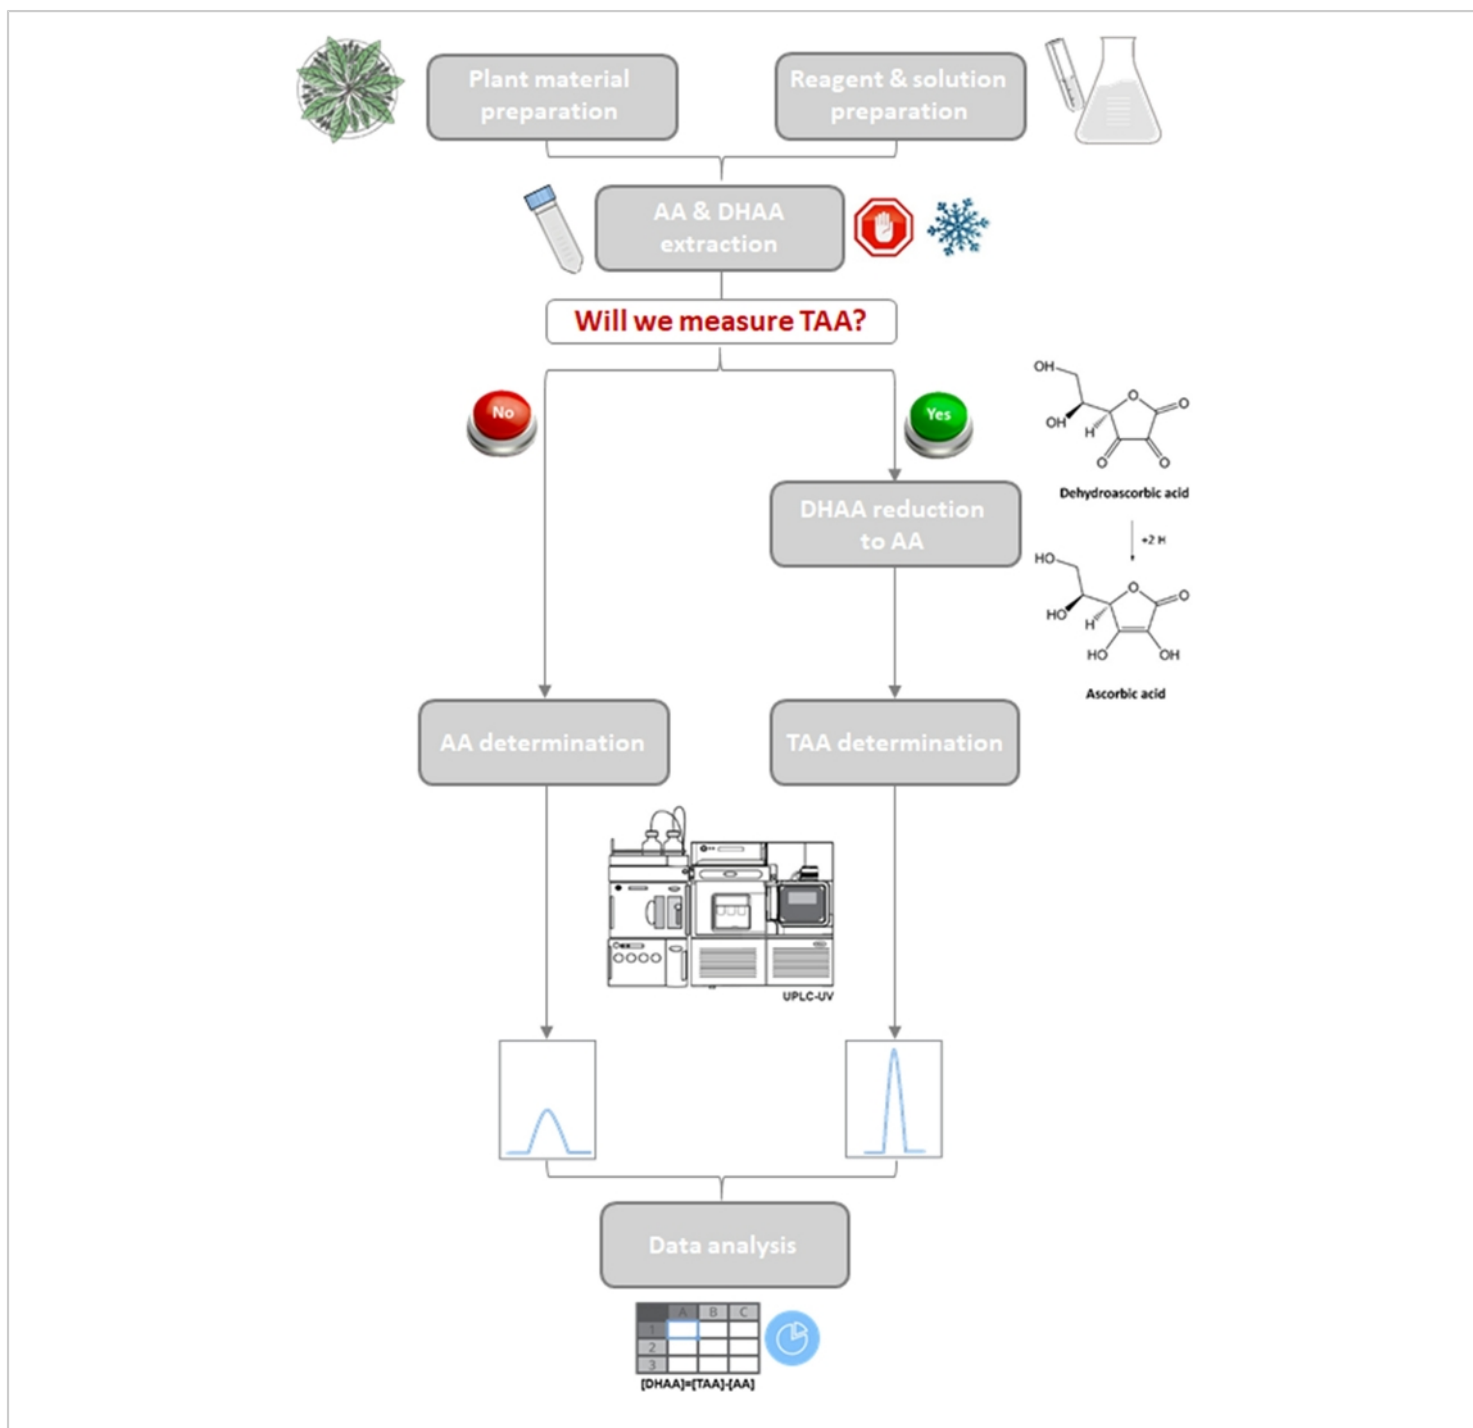 Plant material
preparation
Reagent & solution
preparation
AA & DHAA
extraction
Will we measure TAA?
No
Yes
OH
O
O
OH
H
O
O
Dehydroascorbic acid
+2 H
HO
O
O
HO
H
HO
OH
Ascorbic acid
DHAA reduction
to AA
AA determination
TAA determination
UPLC-UV
Data analysis
A B C
1
2
3
[DHAA]=[TAA]-[AA]